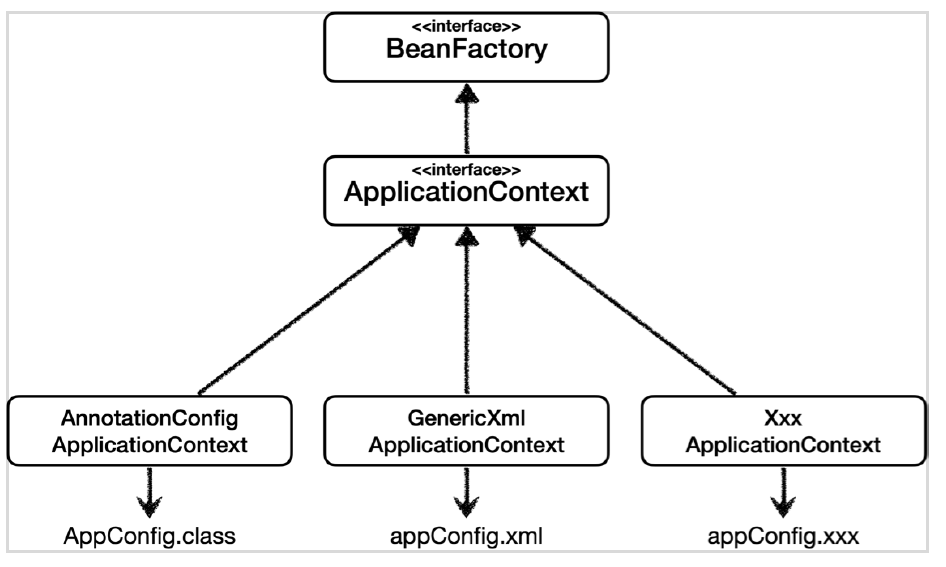 <<interface>>
BeanFactory
<<interface>>
ApplicationContext
AnnotationConfig
ApplicationContext
GenericXml
ApplicationContext
Xxx
ApplicationContext
AppConfig.class
appConfig.xml
appConfig.xxx